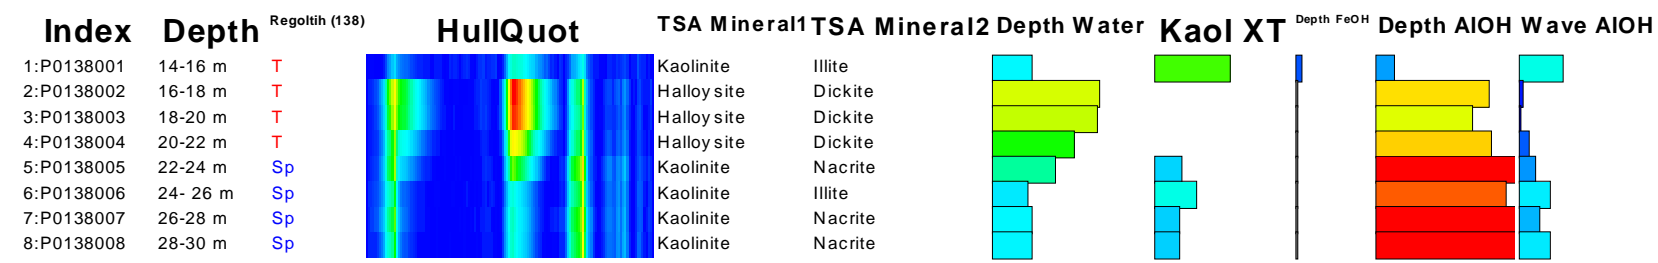 Index Depth Regoltih (138) HullQuot TSA Mineral1 TSA Mineral2 Depth Water Kaol XT Depth FeOH Depth AlOH Wave AlOH
1:P0138001 14-16 m T Kaolinite Illite
2:P0138002 16-18 m T Halloysite Dickite
3:P0138003 18-20 m T Halloysite Dickite
4:P0138004 20-22 m T Halloysite Dickite
5:P0138005 22-24 m Sp Kaolinite Nacrite
6:P0138006 24- 26 m Sp Kaolinite Illite
7:P0138007 26-28 m Sp Kaolinite Nacrite
8:P0138008 28-30 m Sp Kaolinite Nacrite